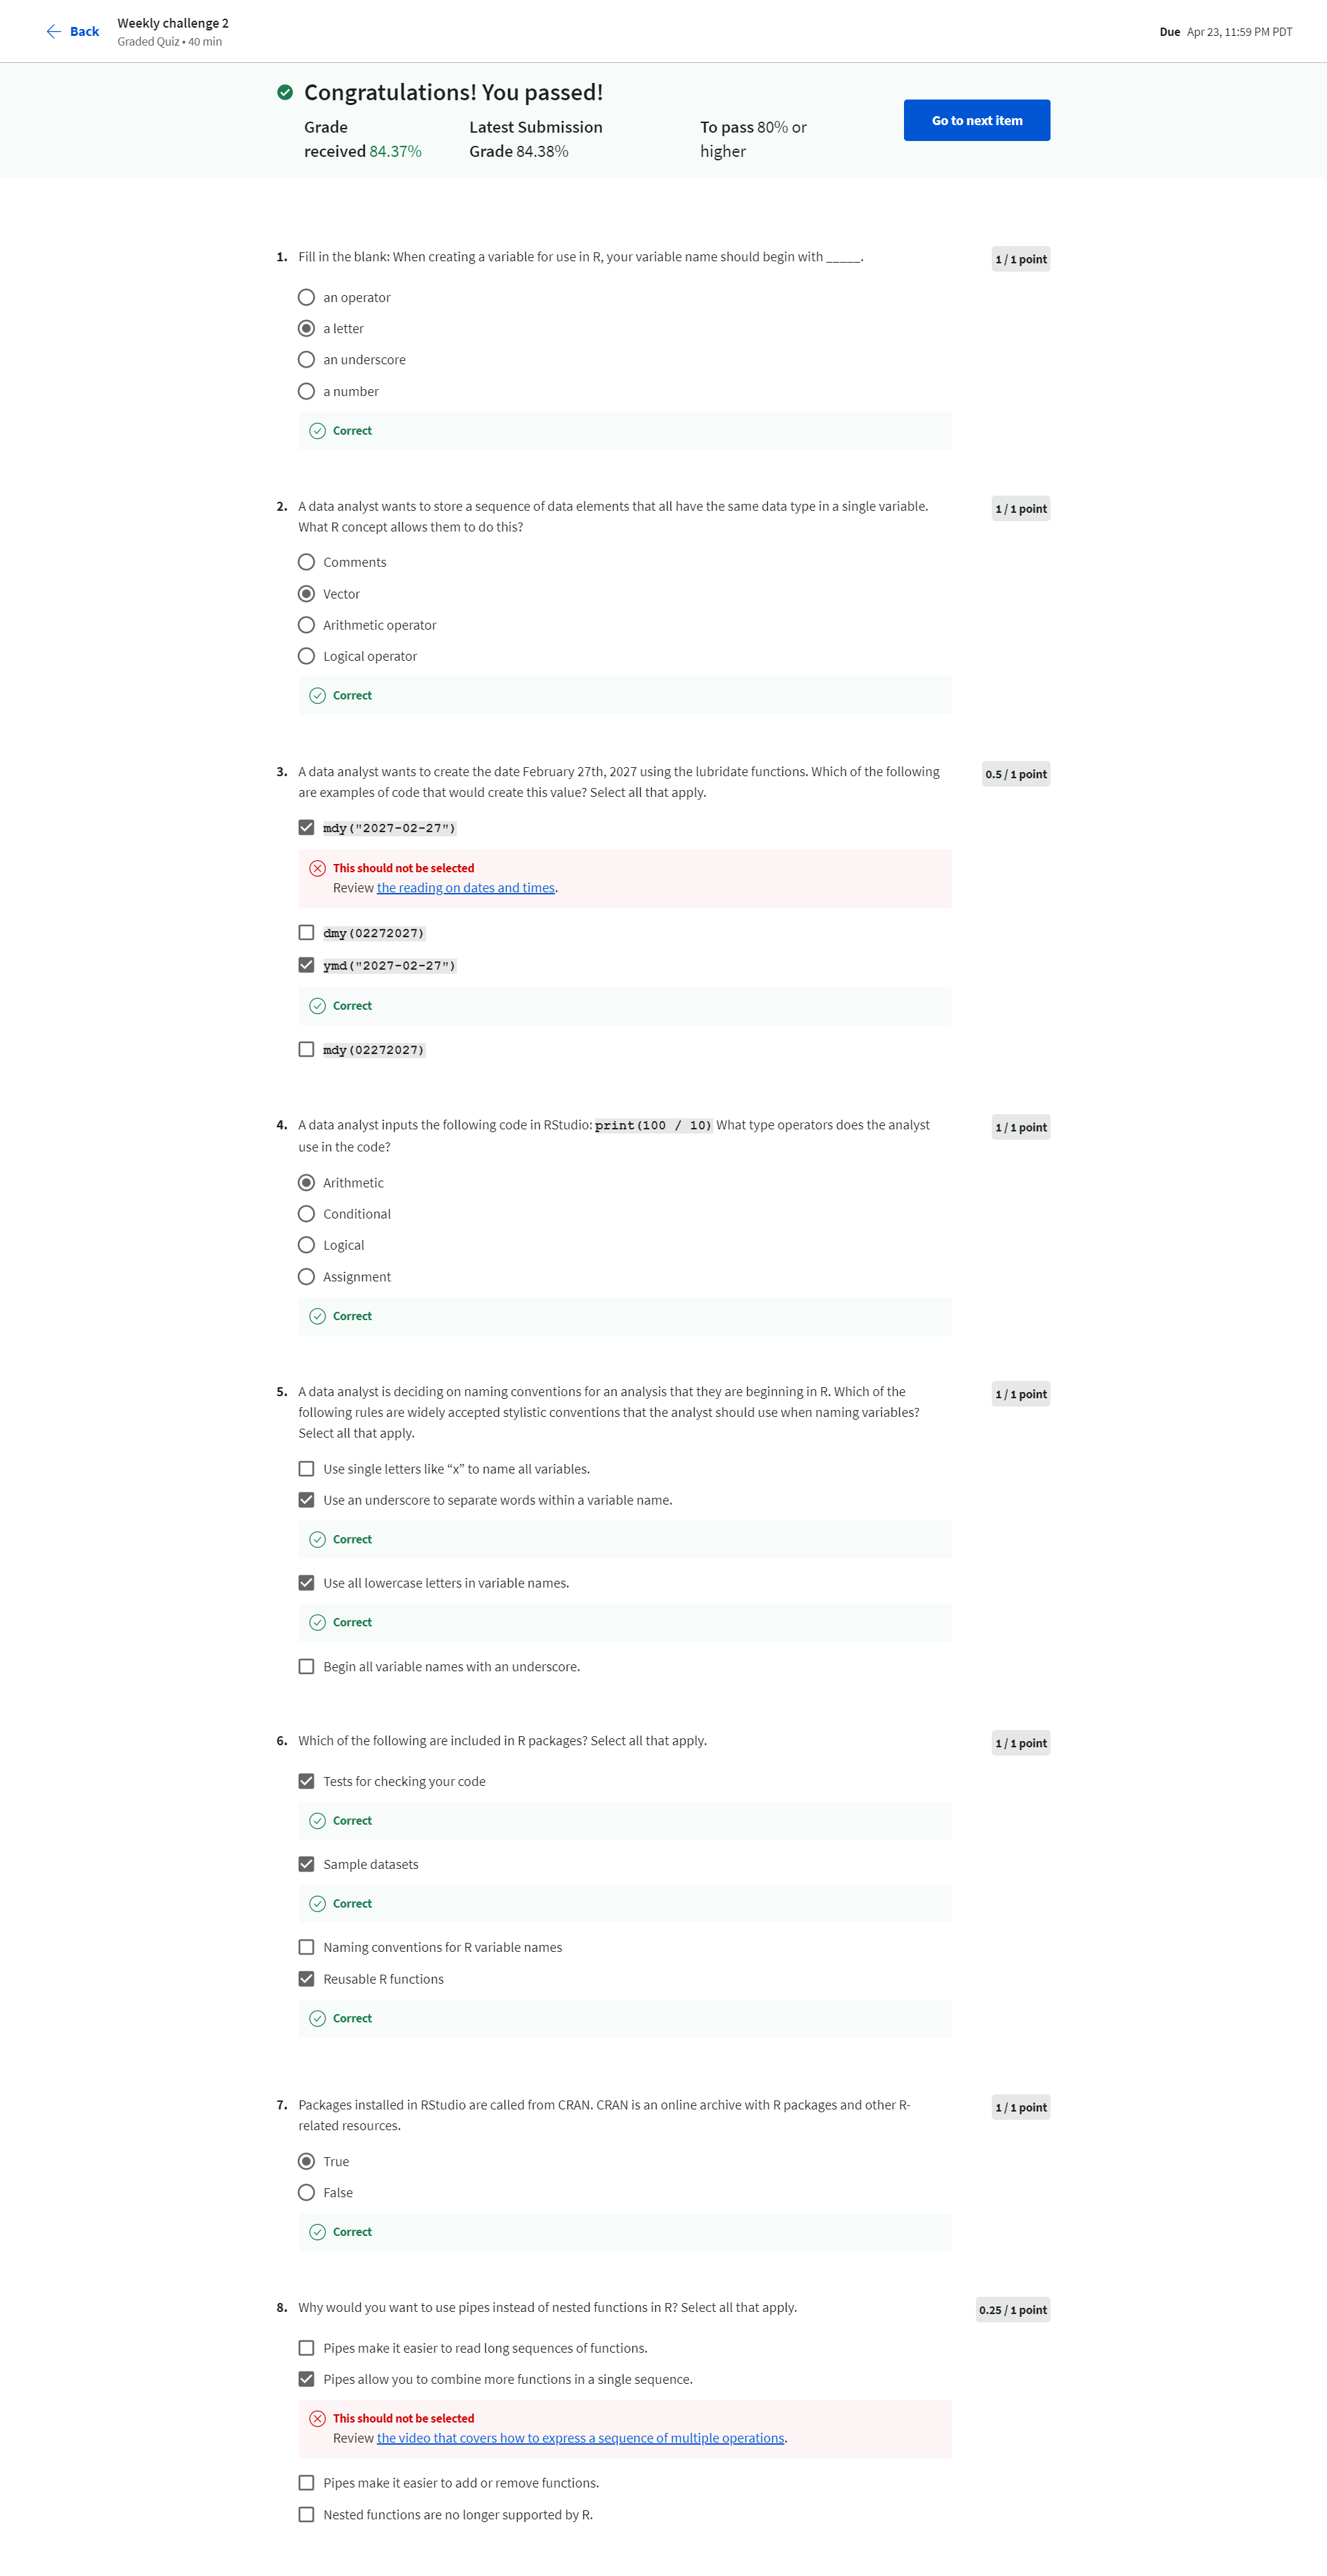 Back
Weekly challenge 2
Graded Quiz • 40 min
Due Apr 23, 11:59 PM PDT
Congratulations! You passed!
Grade
received 84.37%
Latest Submission
Grade 84.38%
To pass 80% or
higher
Go to next item
1. Fill in the blank: When creating a variable for use in R, your variable name should begin with _____.
1 / 1 point
an operator
a letter
an underscore
a number
Correct
2. A data analyst wants to store a sequence of data elements that all have the same data type in a single variable.
What R concept allows them to do this?
1 / 1 point
Comments
Vector
Arithmetic operator
Logical operator
Correct
3. A data analyst wants to create the date February 27th, 2027 using the lubridate functions. Which of the following
are examples of code that would create this value? Select all that apply.
0.5 / 1 point
mdy("2027-02-27")
This should not be selected
Review the reading on dates and times.
dmy(02272027)
ymd("2027-02-27")
Correct
mdy(02272027)
4. A data analyst inputs the following code in RStudio: print(100 / 10) What type operators does the analyst
use in the code?
1 / 1 point
Arithmetic
Conditional
Logical
Assignment
Correct
5. A data analyst is deciding on naming conventions for an analysis that they are beginning in R. Which of the
following rules are widely accepted stylistic conventions that the analyst should use when naming variables?
Select all that apply.
1 / 1 point
Use single letters like “x” to name all variables.
Use an underscore to separate words within a variable name.
Correct
Use all lowercase letters in variable names.
Correct
Begin all variable names with an underscore.
6. Which of the following are included in R packages? Select all that apply.
1 / 1 point
Tests for checking your code
Correct
Sample datasets
Correct
Naming conventions for R variable names
Reusable R functions
Correct
7. Packages installed in RStudio are called from CRAN. CRAN is an online archive with R packages and other R-
related resources.
1 / 1 point
True
False
Correct
8. Why would you want to use pipes instead of nested functions in R? Select all that apply.
0.25 / 1 point
Pipes make it easier to read long sequences of functions.
Pipes allow you to combine more functions in a single sequence.
This should not be selected
Review the video that covers how to express a sequence of multiple operations.
Pipes make it easier to add or remove functions.
Nested functions are no longer supported by R.